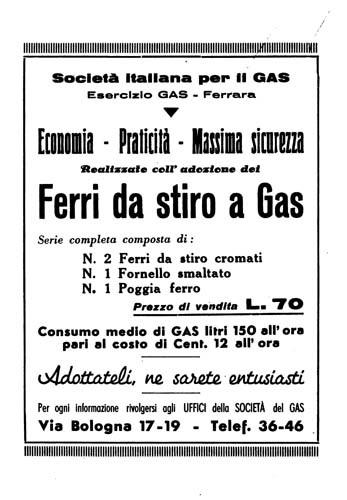 Società Italiana per il GAS
Esercizio GAS - Ferrara
Economia - Praticità - Massima sicurezza
Realizzate coll' adozione dei
Ferri da stiro a Gas
Serie completa composta di:
N. 2 Ferri da stiro cromati
N. 1 Fornello smaltato
N. 1 Poggia ferro
Prezzo di vendita L. 70
Consumo medio di GAS litri 150 all' ora
pari al costo di Cent. 12 all' ora
Adottateli, ne sarete entusiasti
Per ogni informazione rivolgersi agli UFFICI della SOCIETÀ del GAS
Via Bologna 17-19 - Telef. 36-46